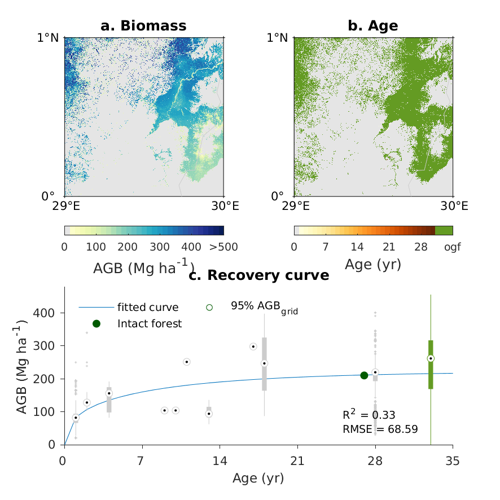 a. Biomass
b. Age
1°N
1°N
0°
0°
29°E
30°E
29°E
30°E
0 100 200 300 400 >500
0 7 14 21 28 ogf
AGB (Mg ha-1)
Age (yr)
c. Recovery curve
fitted curve
95% AGBgrid
Intact forest
400
300
200
100
0
AGB (Mg ha-1)
R2 = 0.33
RMSE = 68.59
0 7 14 21 28 35
Age (yr)